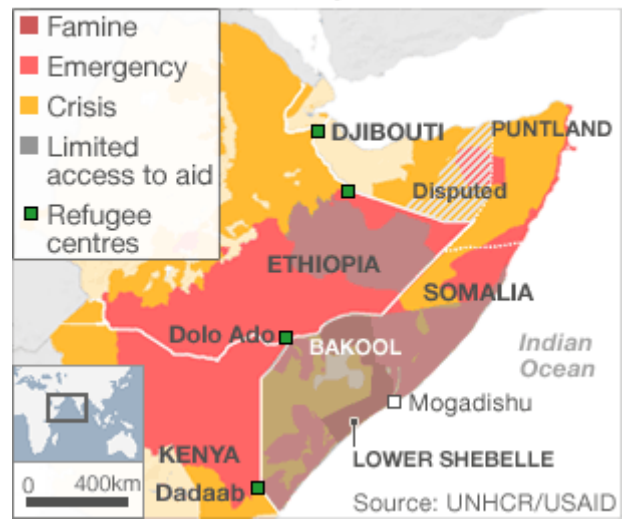 Famine
Emergency
Crisis
Limited
access to aid
Refugee
centres
DJIBOUTI
PUNTLAND
Disputed
ETHIOPIA
SOMALIA
Dolo Ado
BAKOOL
Indian
Ocean
Mogadishu
KENYA
LOWER SHEBELLE
0 400km
Dadaab
Source: UNHCR/USAID